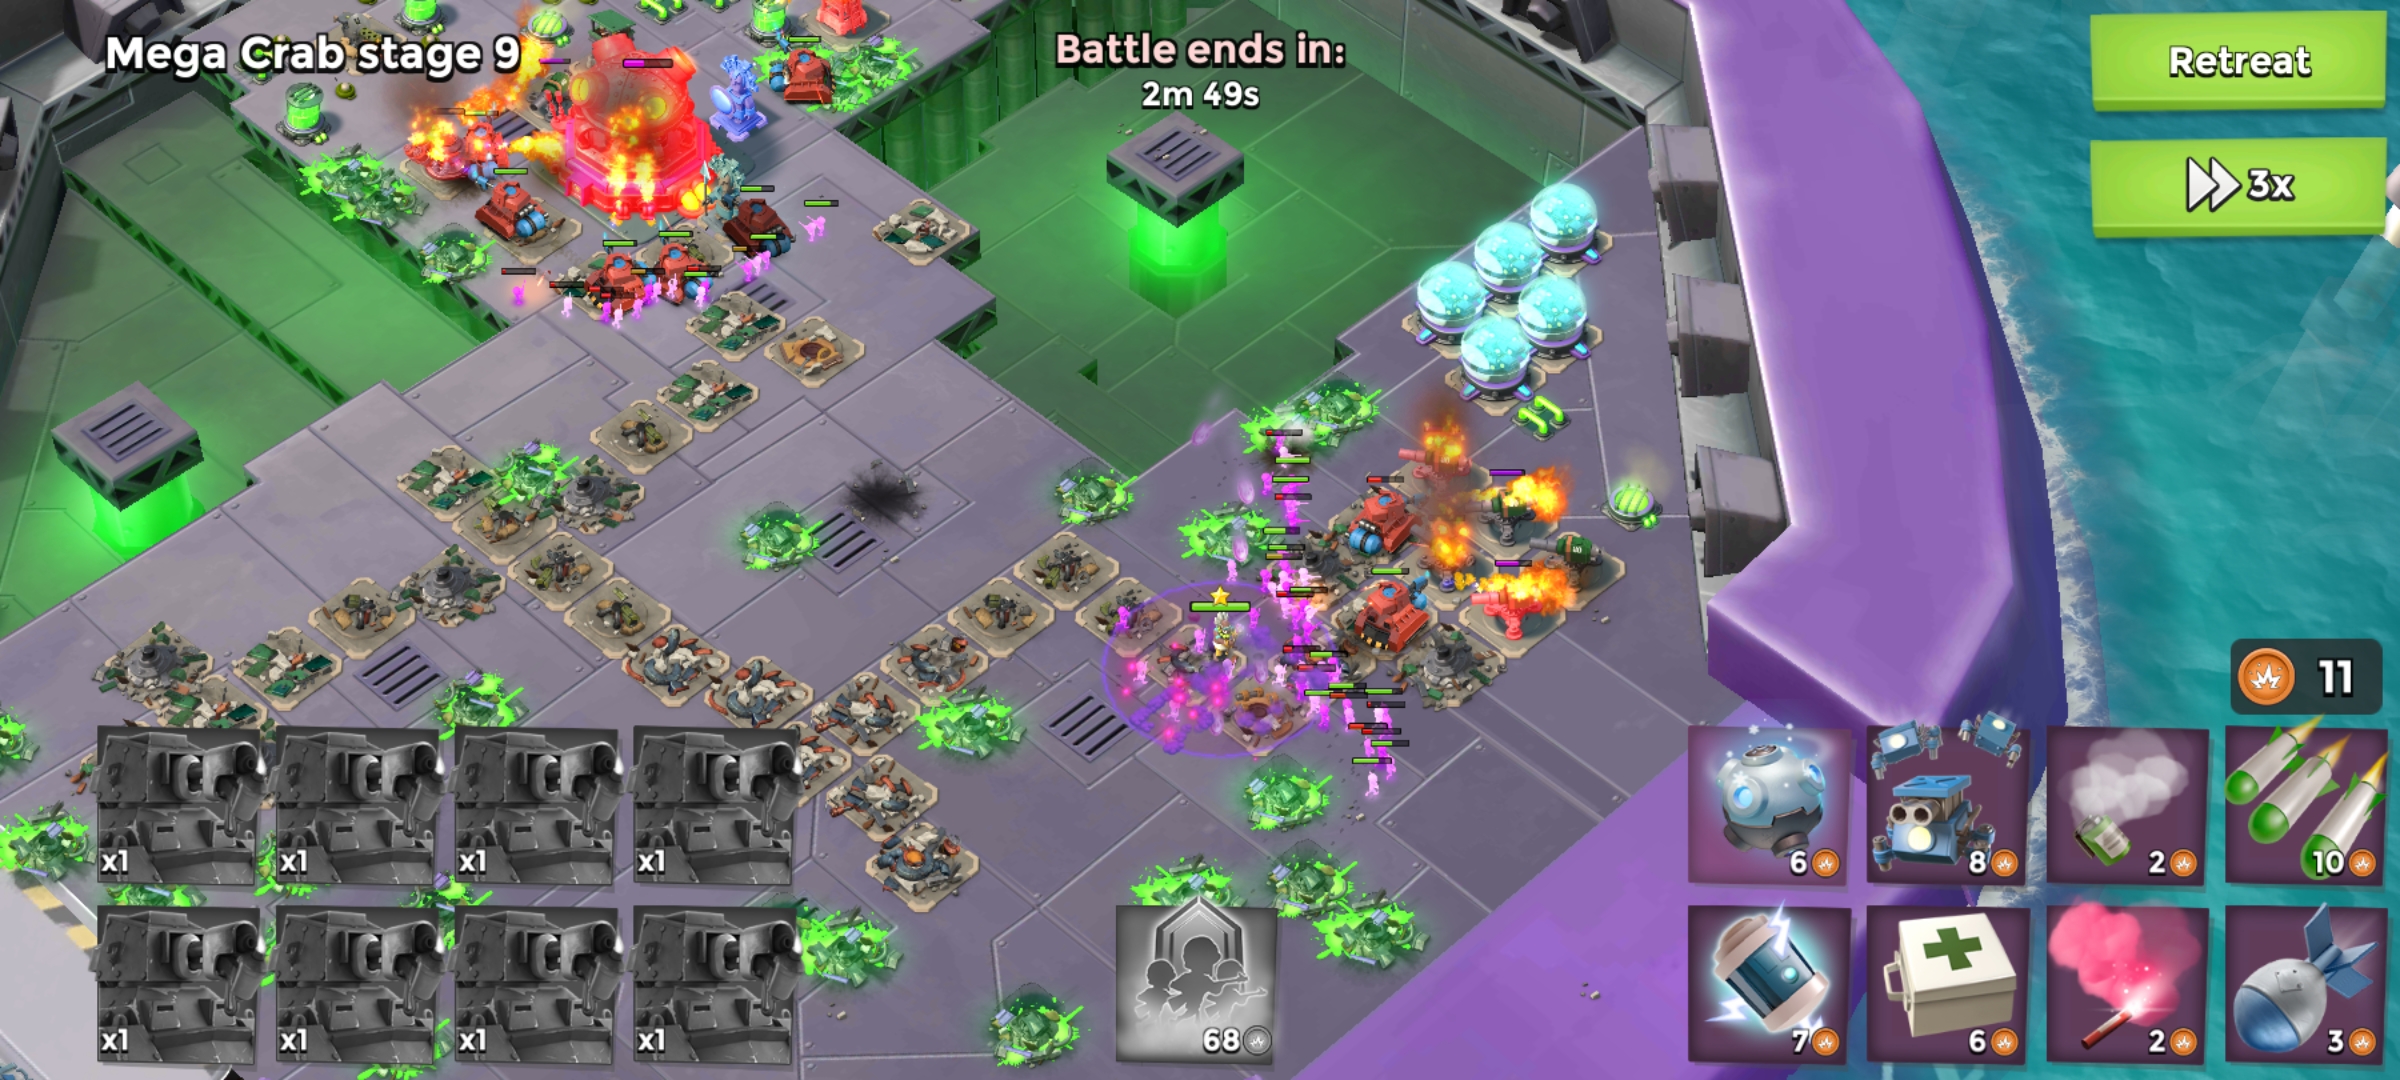 Mega Crab stage 9
Battle ends in:
2m 49s
Retreat
3x
11
x1 x1 x1 x1
6 8 2 10
x1 x1 x1 x1
68
7 6 2 3